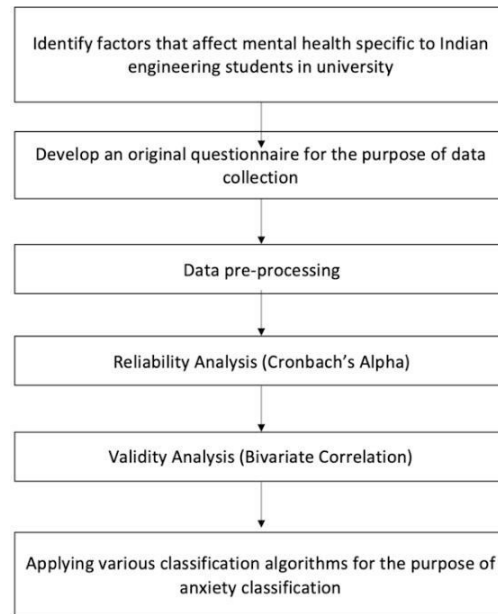 Identify factors that affect mental health specific to Indian
engineering students in university
Develop an original questionnaire for the purpose of data
collection
Data pre-processing
Reliability Analysis (Cronbach’s Alpha)
Validity Analysis (Bivariate Correlation)
Applying various classification algorithms for the purpose of
anxiety classification